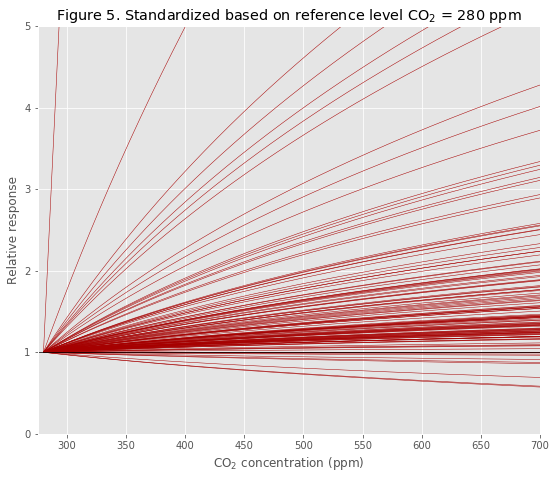 Figure 5. Standardized based on reference level CO₂ = 280 ppm
5
4
3
2
1
0
Relative response
300 350 400 450 500 550 600 650 700
CO₂ concentration (ppm)